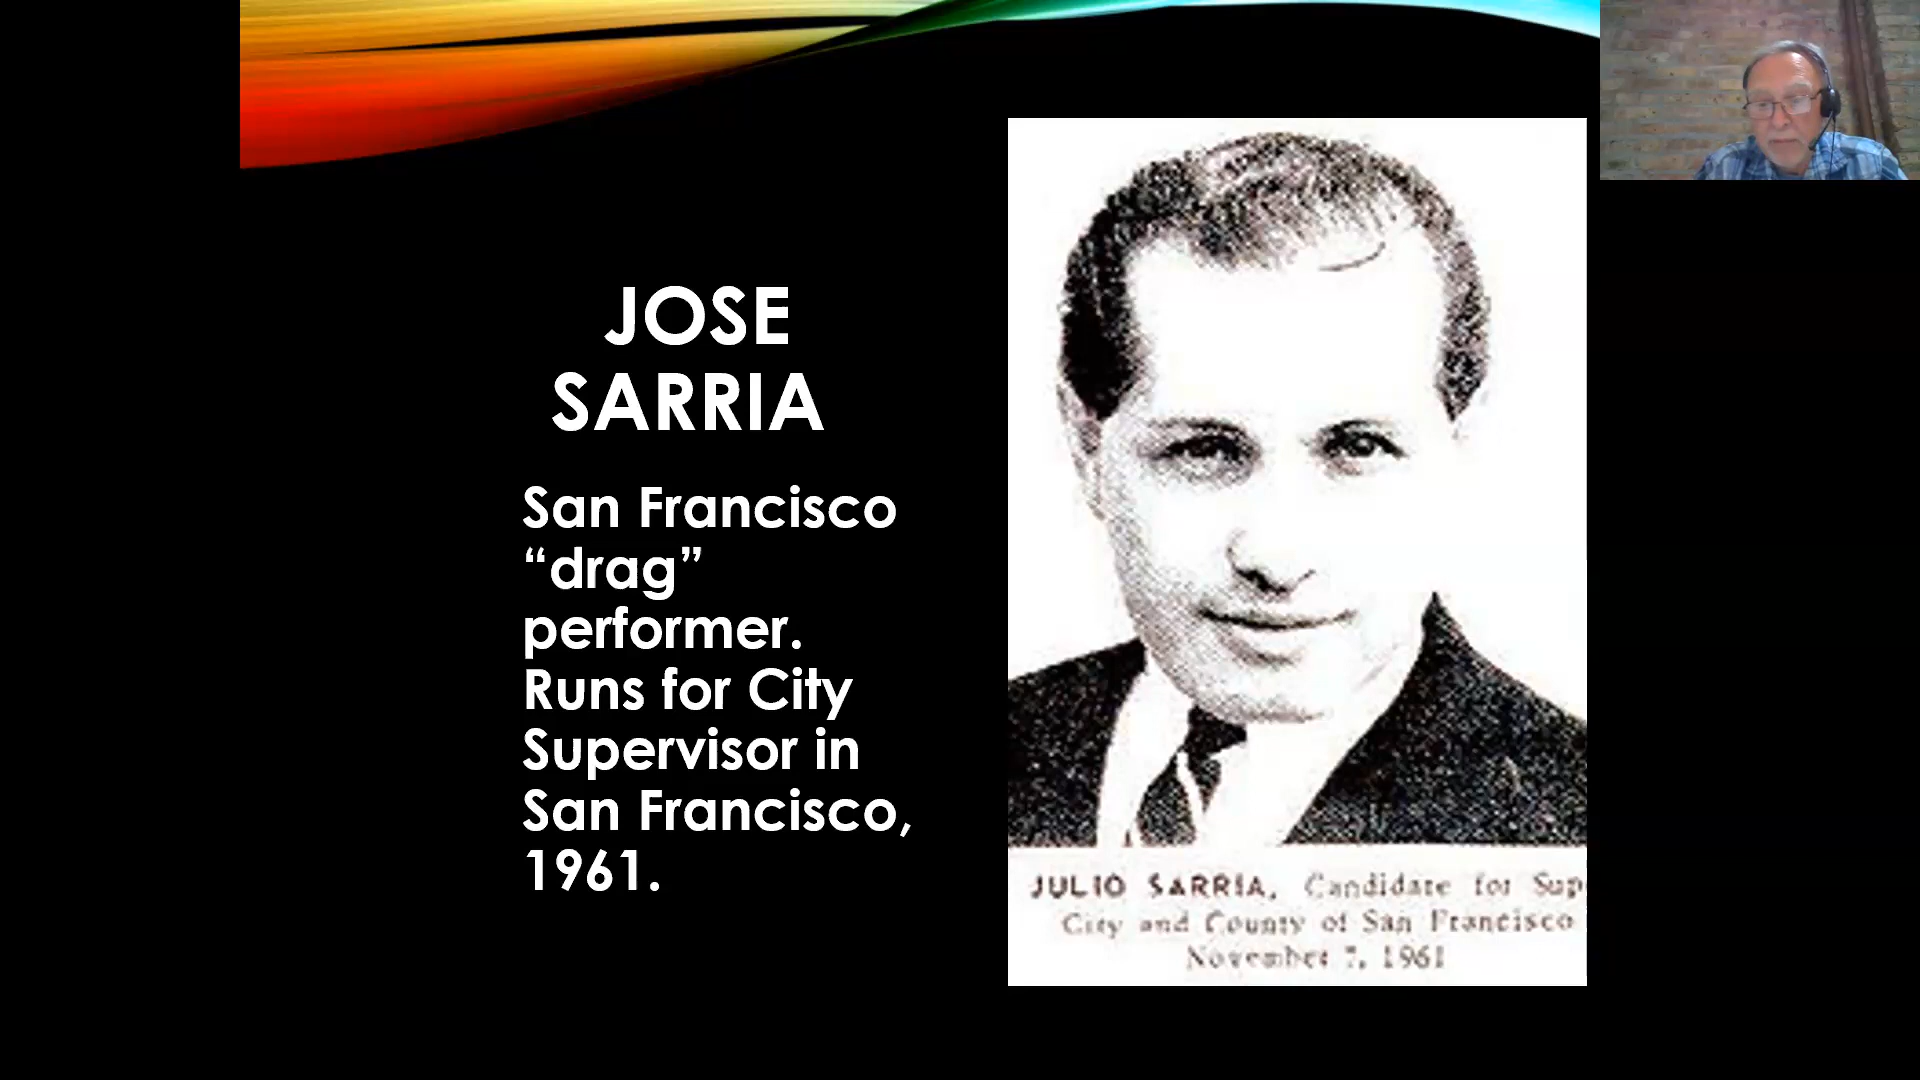 JOSE
SARRIA
San Francisco
“drag”
performer.
Runs for City
Supervisor in
San Francisco,
1961.
JULIO SARRIA, Candidate for Sup
City and County of San Francisco
November 7, 1961